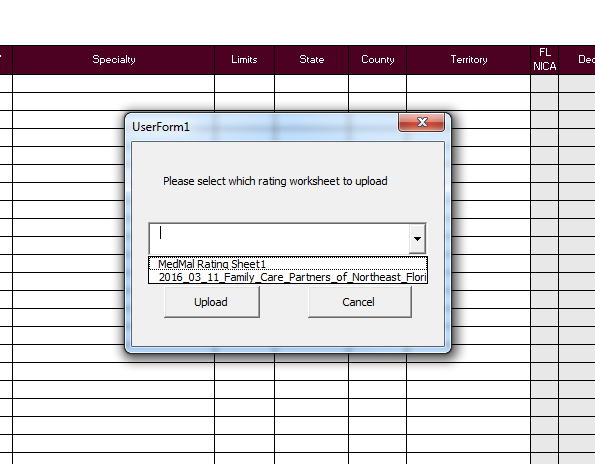 Specialty Limits State County Territory FL NICA
UserForm1
Please select which rating worksheet to upload
MedMal Rating Sheet1
2016_03_11_Family_Care_Partners_of_Northeast_Flori
Upload Cancel